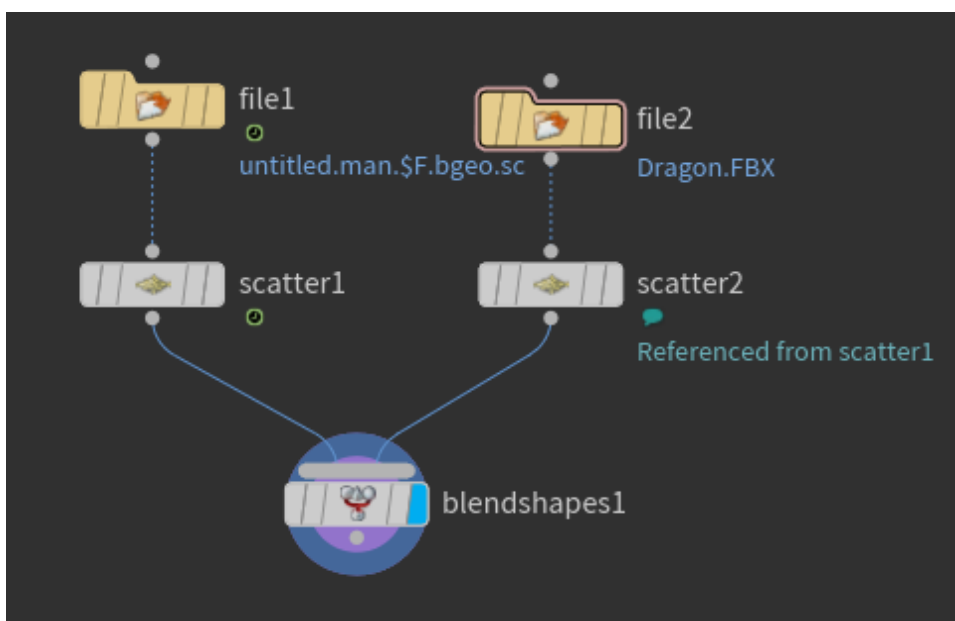 file1
untitled.man.$F.bgeo.sc
file2
Dragon.FBX
scatter1
scatter2
Referenced from scatter1
blendshapes1